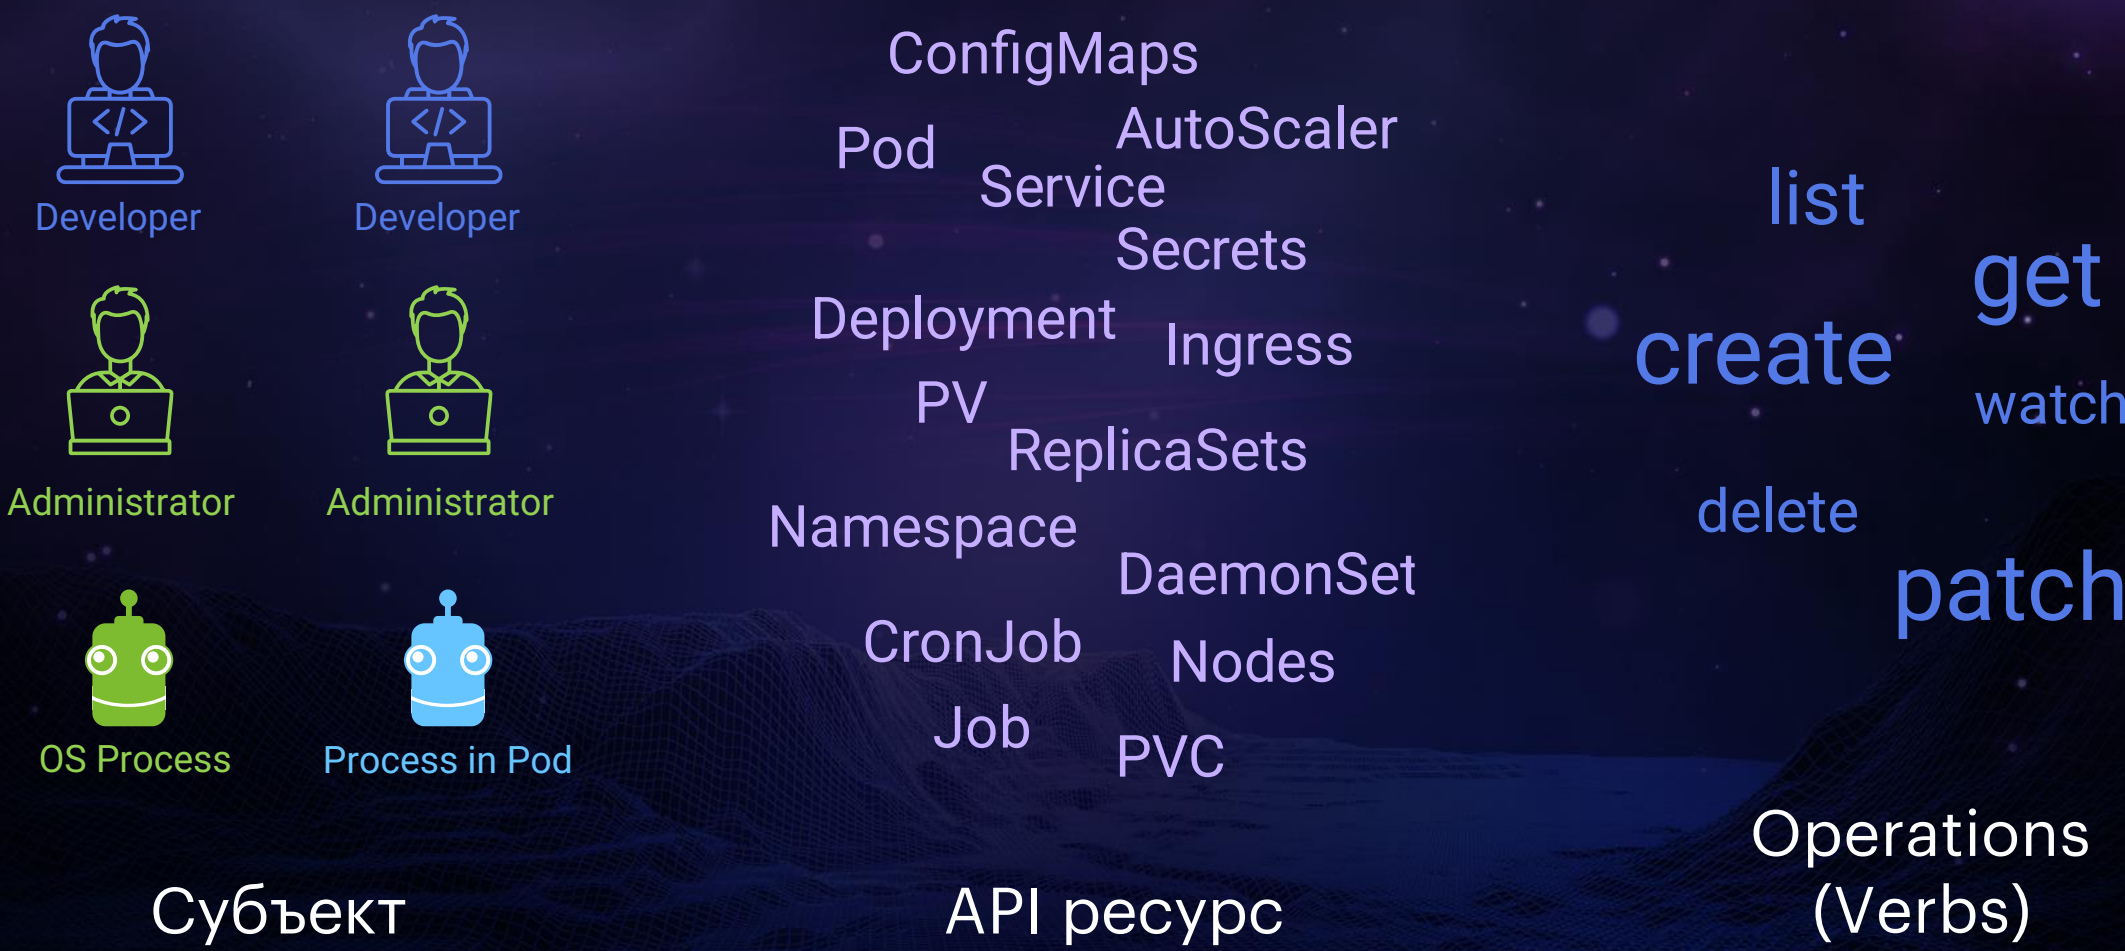 Developer
Developer
Administrator
Administrator
OS Process
Process in Pod
Субъект
ConfigMaps
AutoScaler
Pod
Service
Secrets
Deployment
Ingress
PV
ReplicaSets
Namespace
DaemonSet
CronJob
Nodes
Job
PVC
API ресурс
list
get
create
watch
delete
patch
Operations
(Verbs)